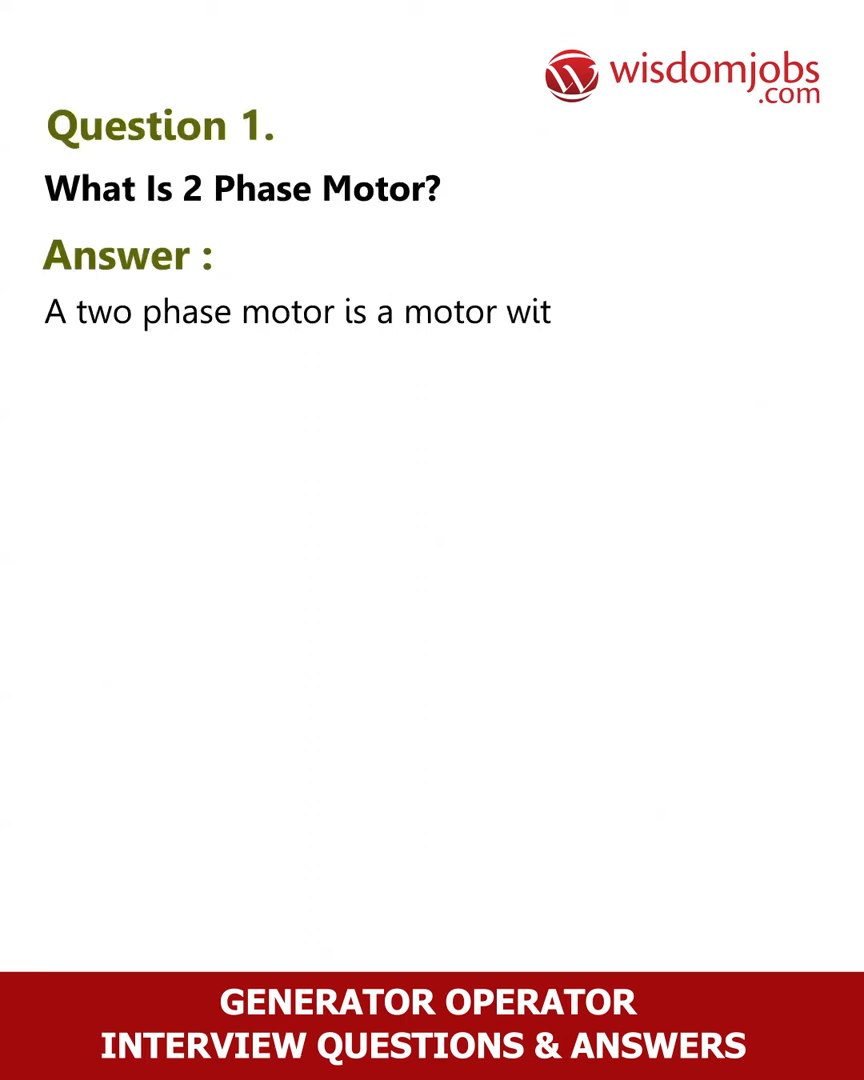 wisdomjobs
.com
Question 1.
What Is 2 Phase Motor?
Answer :
A two phase motor is a motor wit
GENERATOR OPERATOR
INTERVIEW QUESTIONS & ANSWERS